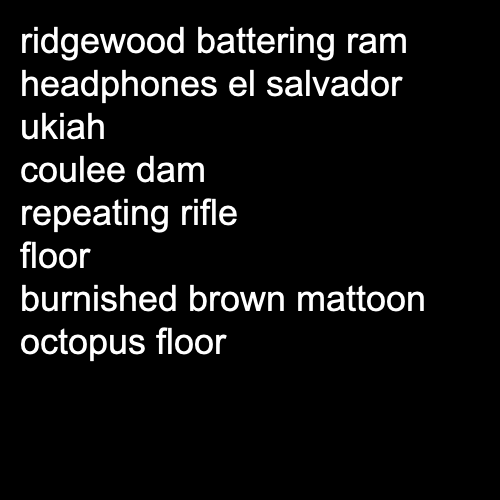 ridgewood battering ram
headphones el salvador
ukiah
coulee dam
repeating rifle
floor
burnished brown mattoon
octopus floor